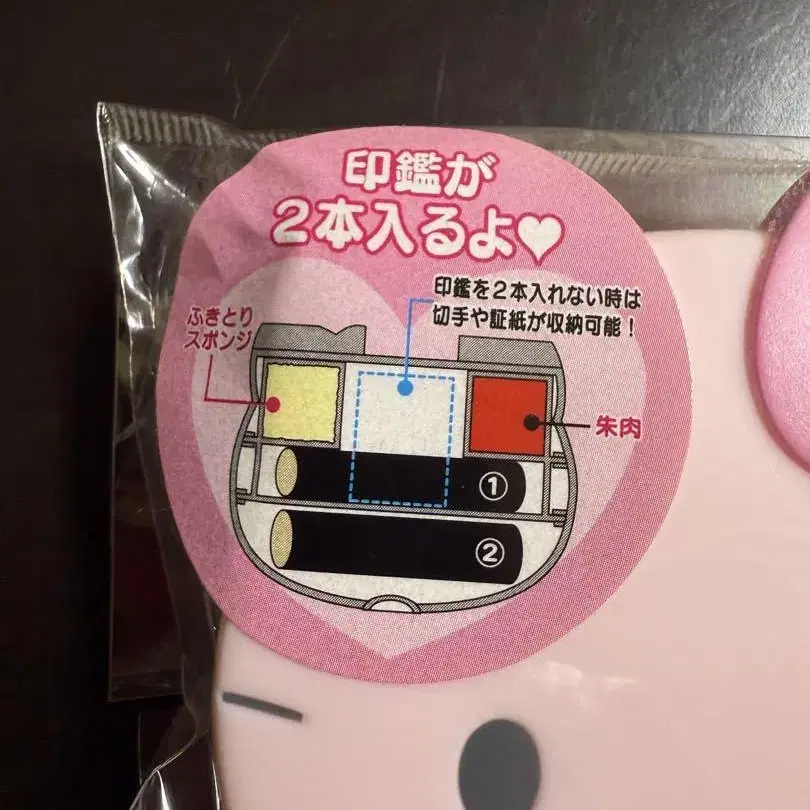 印鑑が
2本入るよ♥
印鑑を2本入れない時は
切手や証紙が収納可能！
ふきとり
スポンジ
朱肉
①
②